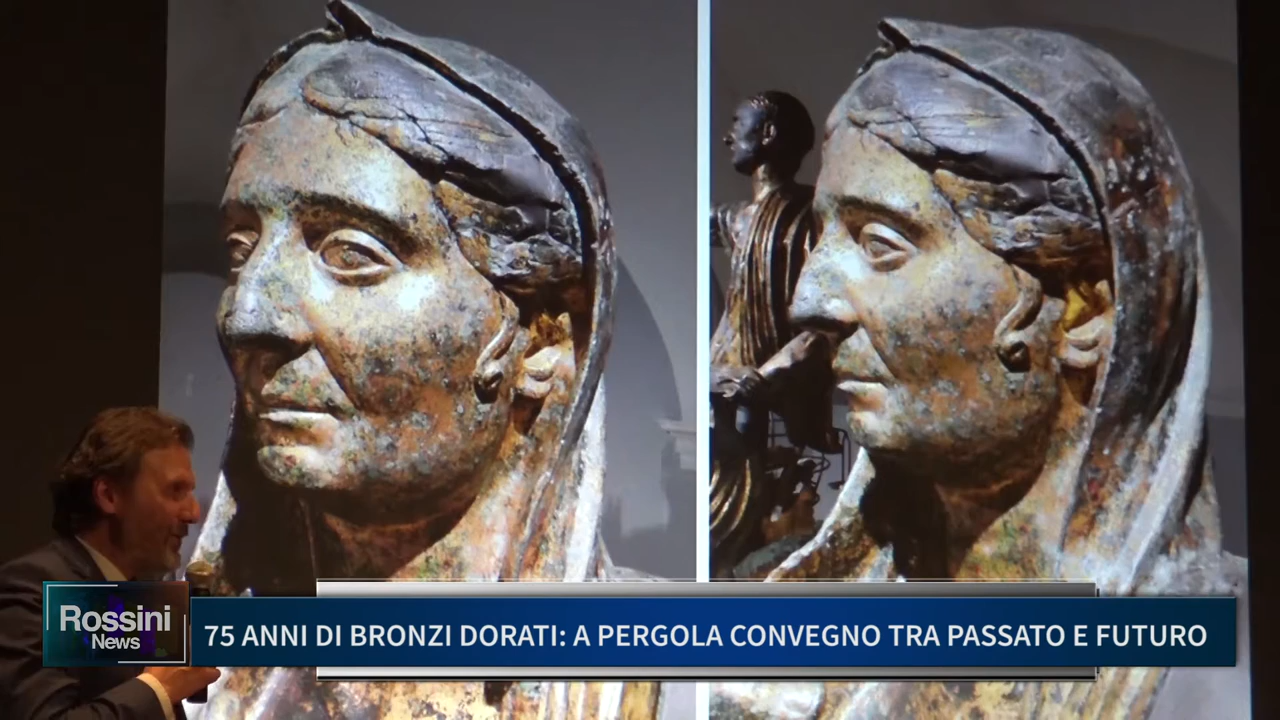 Rossini
News
75 ANNI DI BRONZI DORATI: A PERGOLA CONVEGNO TRA PASSATO E FUTURO